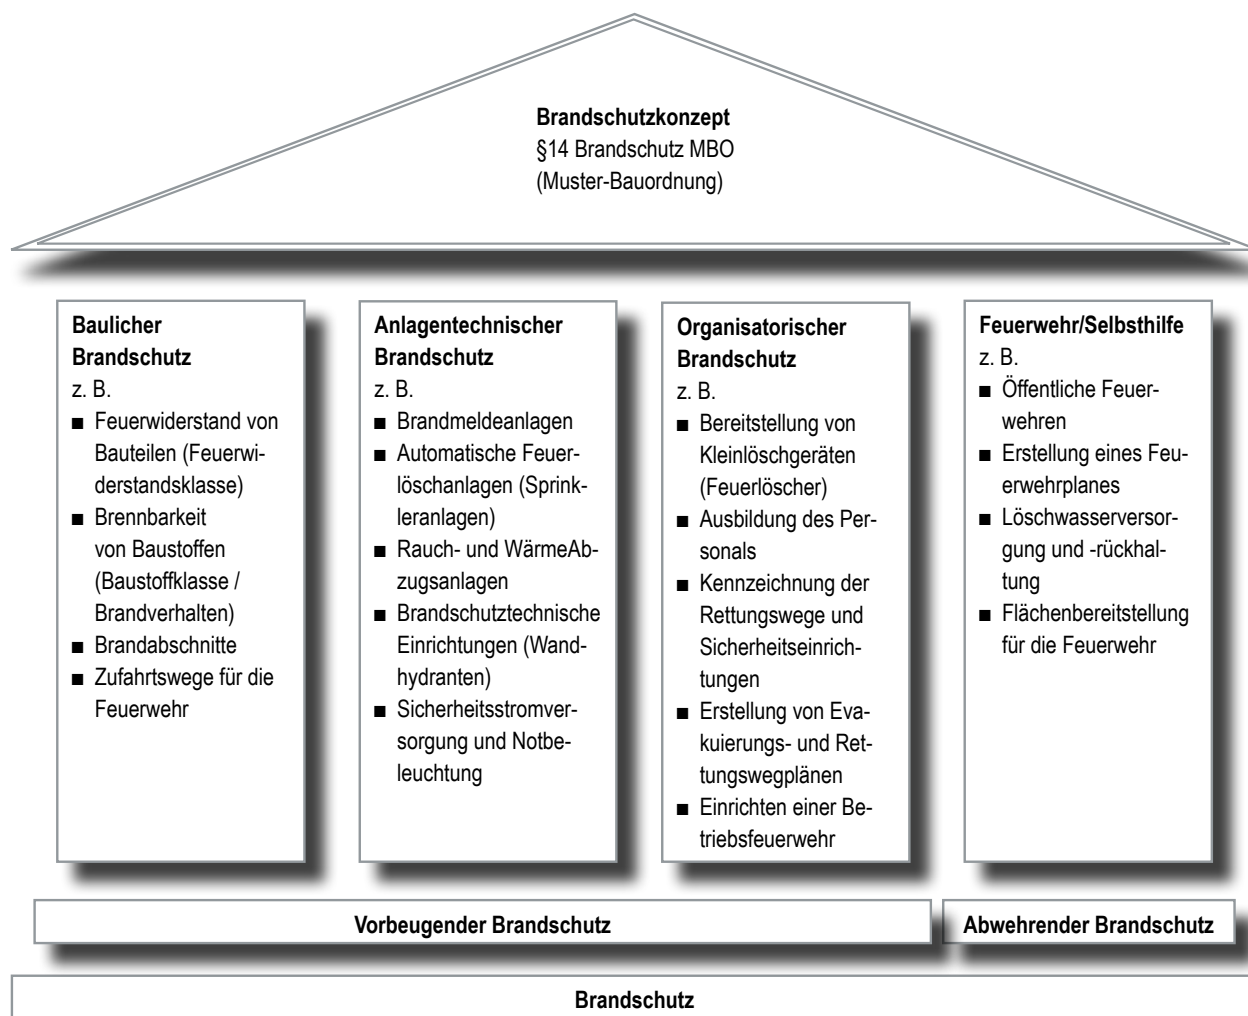 Brandschutzkonzept
§14 Brandschutz MBO
(Muster-Bauordnung)
Baulicher
Brandschutz
z. B.
■ Feuerwiderstand von
Bauteilen (Feuerwi-
derstandsklasse)
■ Brennbarkeit
von Baustoffen
(Baustoffklasse /
Brandverhalten)
■ Brandabschnitte
■ Zufahrtswege für die
Feuerwehr
Anlagentechnischer
Brandschutz
z. B.
■ Brandmeldeanlagen
■ Automatische Feuer-
löschanlagen (Sprink-
leranlagen)
■ Rauch- und WärmeAb-
zugsanlagen
■ Brandschutztechnische
Einrichtungen (Wand-
hydranten)
■ Sicherheitsstromver-
sorgung und Notbe-
leuchtung
Organisatorischer
Brandschutz
z. B.
■ Bereitstellung von
Kleinlöschgeräten
(Feuerlöscher)
■ Ausbildung des Per-
sonals
■ Kennzeichnung der
Rettungswege und
Sicherheitseinrich-
tungen
■ Erstellung von Eva-
kuierungs- und Ret-
tungswegplänen
■ Einrichten einer Be-
triebsfeuerwehr
Feuerwehr/Selbsthilfe
z. B.
■ Öffentliche Feuer-
wehren
■ Erstellung eines Feu-
erwehrplanes
■ Löschwasserversor-
gung und -rückhal-
tung
■ Flächenbereitstellung
für die Feuerwehr
Vorbeugender Brandschutz
Abwehrender Brandschutz
Brandschutz